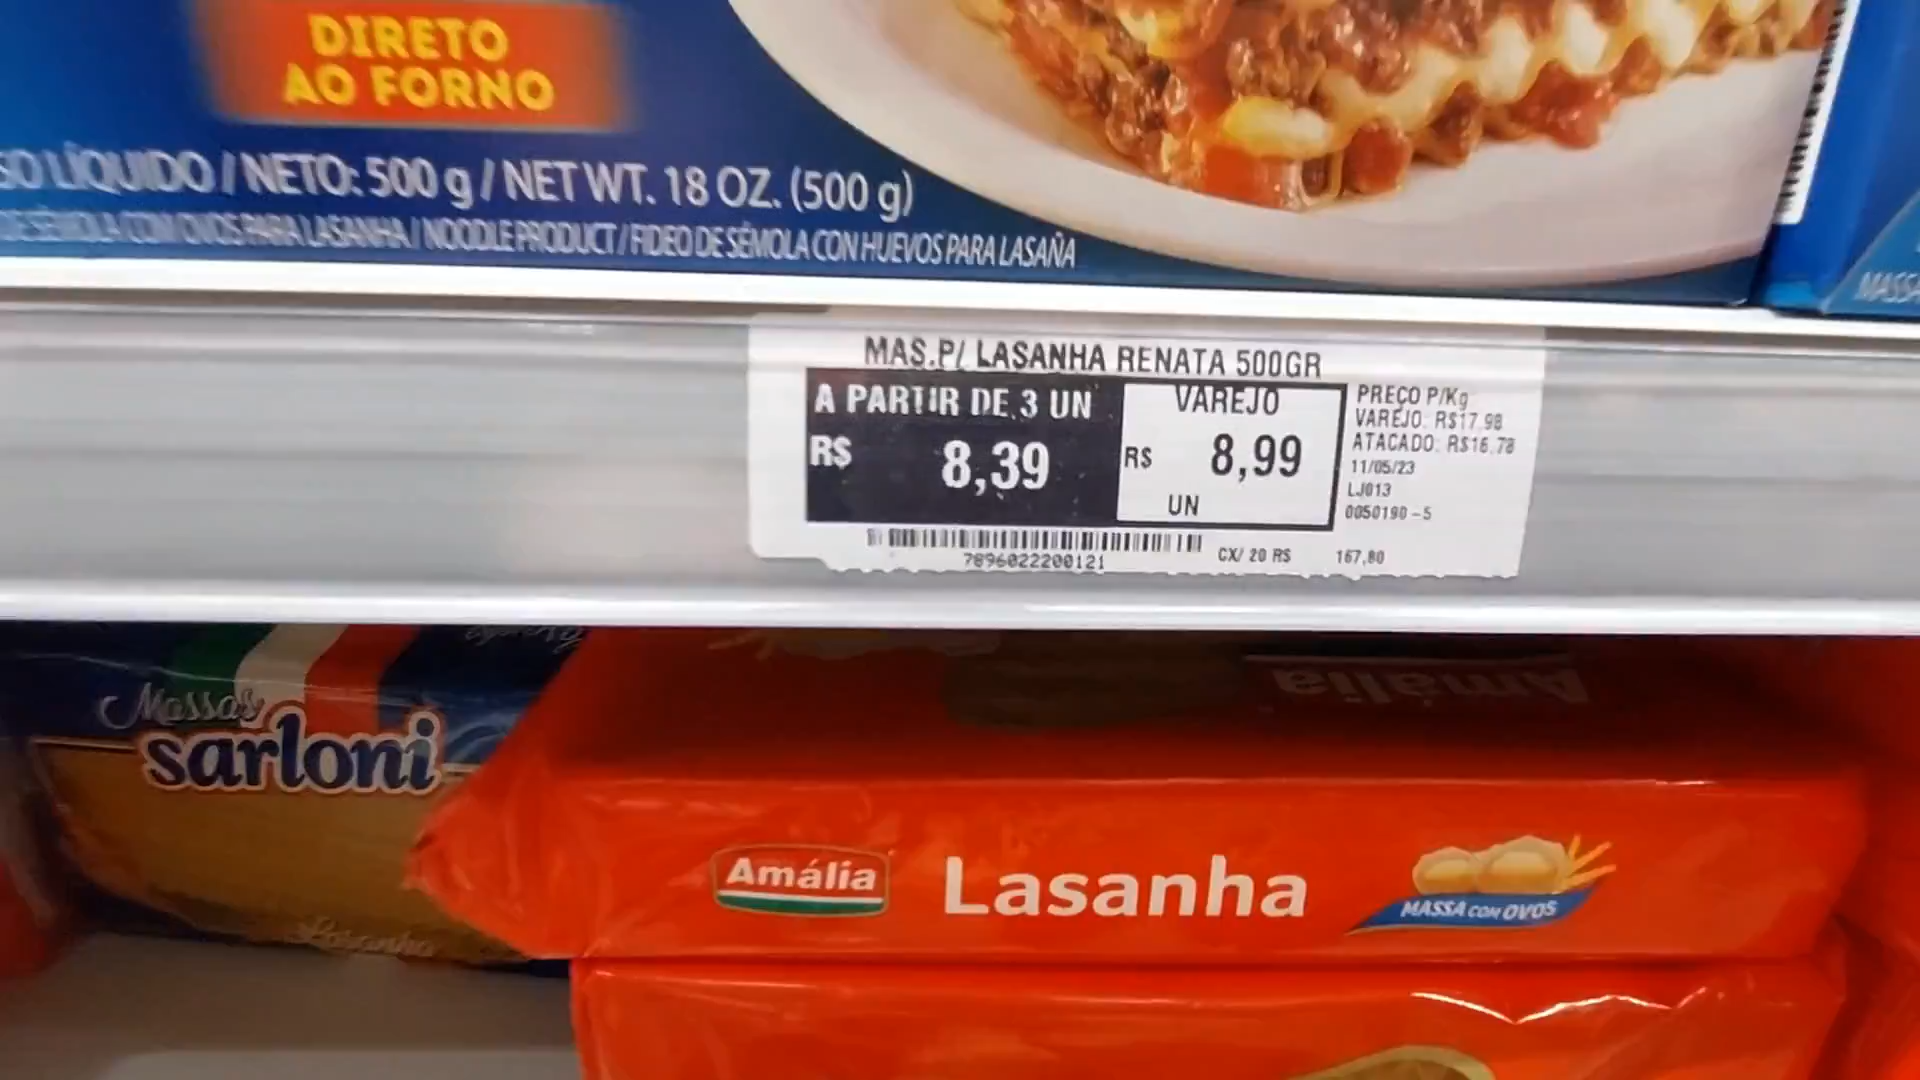 DIRETO
AO FORNO
SO LÍQUIDO / NETO: 500 g / NET WT. 18 OZ. (500 g)
DE SÊMOLA COM OVOS PARA LASANHA / NOODLE PRODUCT / FIDEO DE SÉMOLA CON HUEVOS PARA LASAÑA
MASSA
MAS.P/ LASANHA RENATA 500GR
A PARTIR DE 3 UN
R$ 8,39
VAREJO
R$ 8,99
UN
PREÇO P/Kg
VAREJO: R$17.98
ATACADO: R$16.78
11/05/23
LJ013
0050190-5
7896022200121
CX/ 20 R$ 167,80
Massas
sarloni
Lasanha
Amália
Amália
Lasanha
MASSA COM OVOS